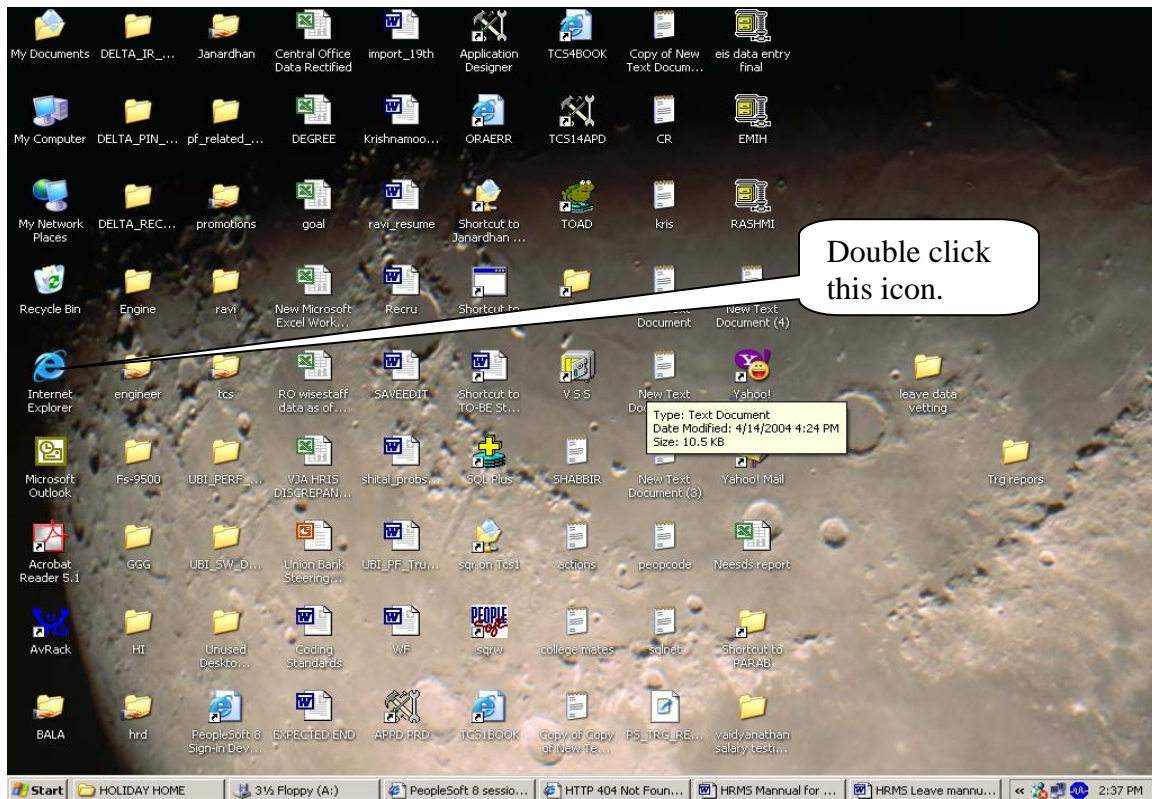 My Documents DELTA_IR_... Janardhan Central Office import_19th Application TCS4BOOK Copy of New eis data entry
Data Rectified Designer Text Docum... final
My Computer DELTA_PIN_... pf_related_... DEGREE Krishnamoo... ORAERR TCS14APD CR EMIH
My Network DELTA_REC... promotions goal ravi_resume Shortcut to TOAD kris RASHMI
Places Janardhan ...
Double click
this icon.
Recycle Bin Engine ravi New Microsoft Recru Shortcut to Text New Text
Excel Work... Document Document (4)
Internet engineer tcs RO wisestaff SAVEEDIT Shortcut to V S S New Text Yahoo! leave data
Explorer data as of... TO-BE St... vetting
Type: Text Document
Date Modified: 4/14/2004 4:24 PM
Size: 10.5 KB
Microsoft Fs-9500 UBI_PERF_... VJA HRIS shital_probs... SQL Plus SHABBIR New Text Yahoo! Mail Trg repors
Outlook DISCREPAN... Document (3)
Acrobat GGG UBI_SW_D... Union Bank UBI_PF_Tru... sqr on Tcs1 actions peopcode Needs report
Reader 5.1 Steering...
PEOPLE
Soft
AvRack HI Unused Coding WF sqrw college mates sqlnet Shortcut to
Deskto... Standards PARAB
BALA hrd PeopleSoft 8 EXPECTED END APPD PRD TCS1BOOK Copy of Copy PS_TRG_RE... vaidyanathan
Sign-in Dev... of New Te... salary testi...
Start HOLIDAY HOME 3½ Floppy (A:) PeopleSoft 8 sessio... HTTP 404 Not Foun... HRMS Mannual for ... HRMS Leave mannu... « 2:37 PM